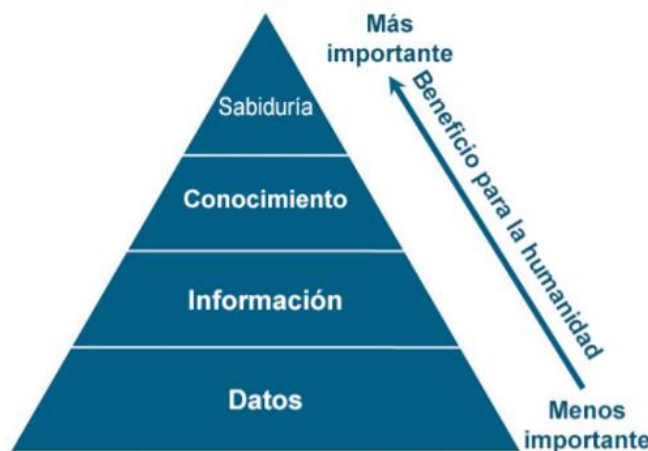 Más
importante
Sabiduría
Beneficio para la humanidad
Conocimiento
Información
Datos
Menos
importante